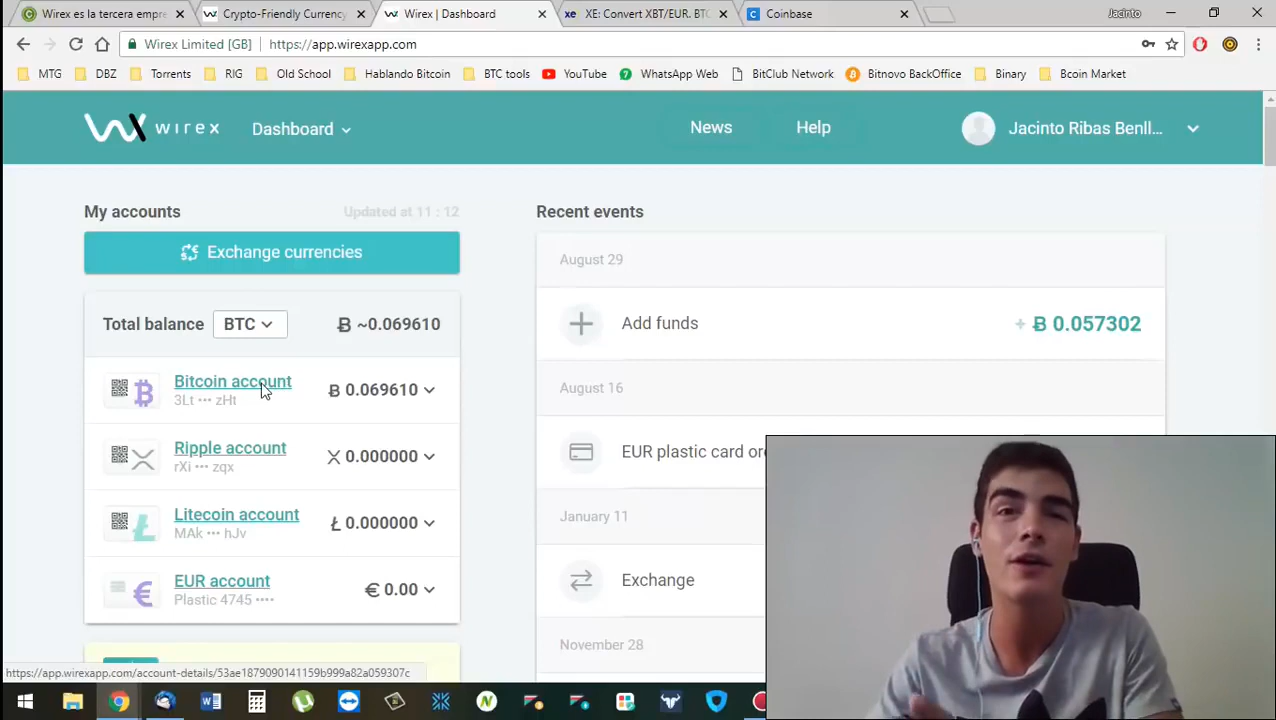 Wirex es la tercera empre
Crypto-Friendly Currency
Wirex | Dashboard
XE: Convert XBT/EUR. BTC
Coinbase
Jacinto
Wirex Limited [GB]
https://app.wirexapp.com
MTG
DBZ
Torrents
RIG
Old School
Hablando Bitcoin
BTC tools
YouTube
WhatsApp Web
BitClub Network
Bitnovo BackOffice
Binary
Bcoin Market
wirex
Dashboard
News
Help
Jacinto Ribas Benll...
My accounts
Updated at 11 : 12
Recent events
Exchange currencies
August 29
Total balance
BTC
Ƀ ~0.069610
Add funds
+ Ƀ 0.057302
Bitcoin account
3Lt ••• zHt
Ƀ 0.069610
August 16
Ripple account
rXi ••• zqx
X 0.000000
EUR plastic card or
Litecoin account
MAk ••• hJv
Ł 0.000000
January 11
EUR account
Plastic 4745 ••••
€ 0.00
Exchange
November 28
https://app.wirexapp.com/account-details/53ae1879090141159b999a82a059307c